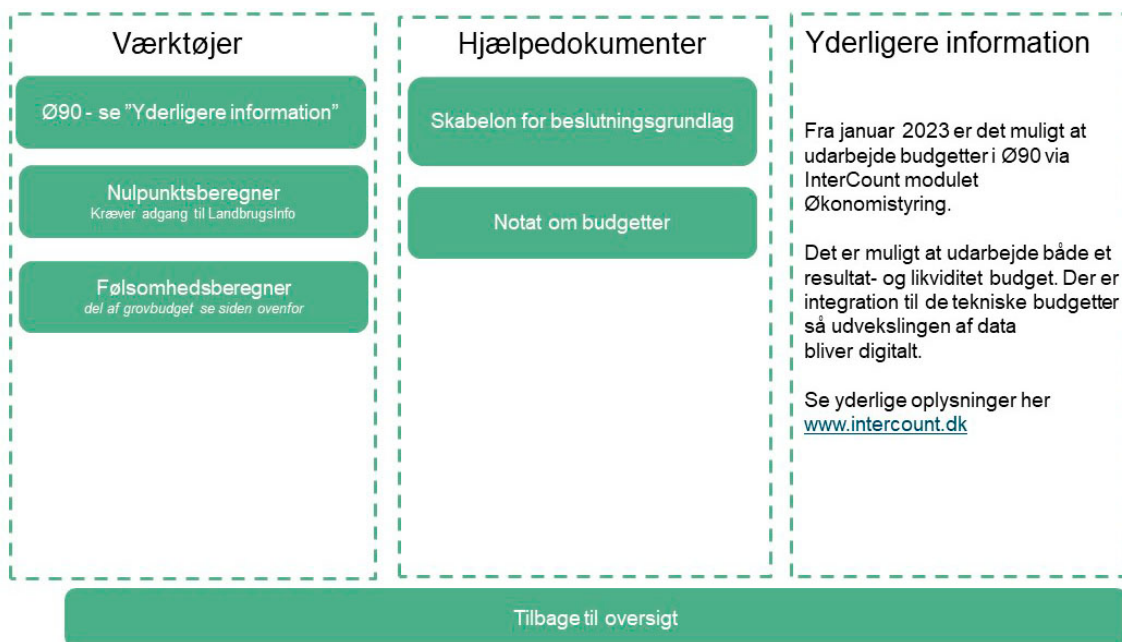 Værktøjer
Ø90 - se "Yderligere information"
Nulpunktsberegner
Kræver adgang til LandbrugsInfo
Følsomhedsberegner
del af grovbudget se siden ovenfor
Hjælpedokumenter
Skabelon for beslutningsgrundlag
Notat om budgetter
Yderligere information
Fra januar 2023 er det muligt at
udarbejde budgetter i Ø90 via
InterCount modulet
Økonomistyring.
Det er muligt at udarbejde både et
resultat- og likviditet budget. Der er
integration til de tekniske budgetter
så udvekslingen af data
bliver digitalt.
Se yderlige oplysninger her
www.intercount.dk
Tilbage til oversigt